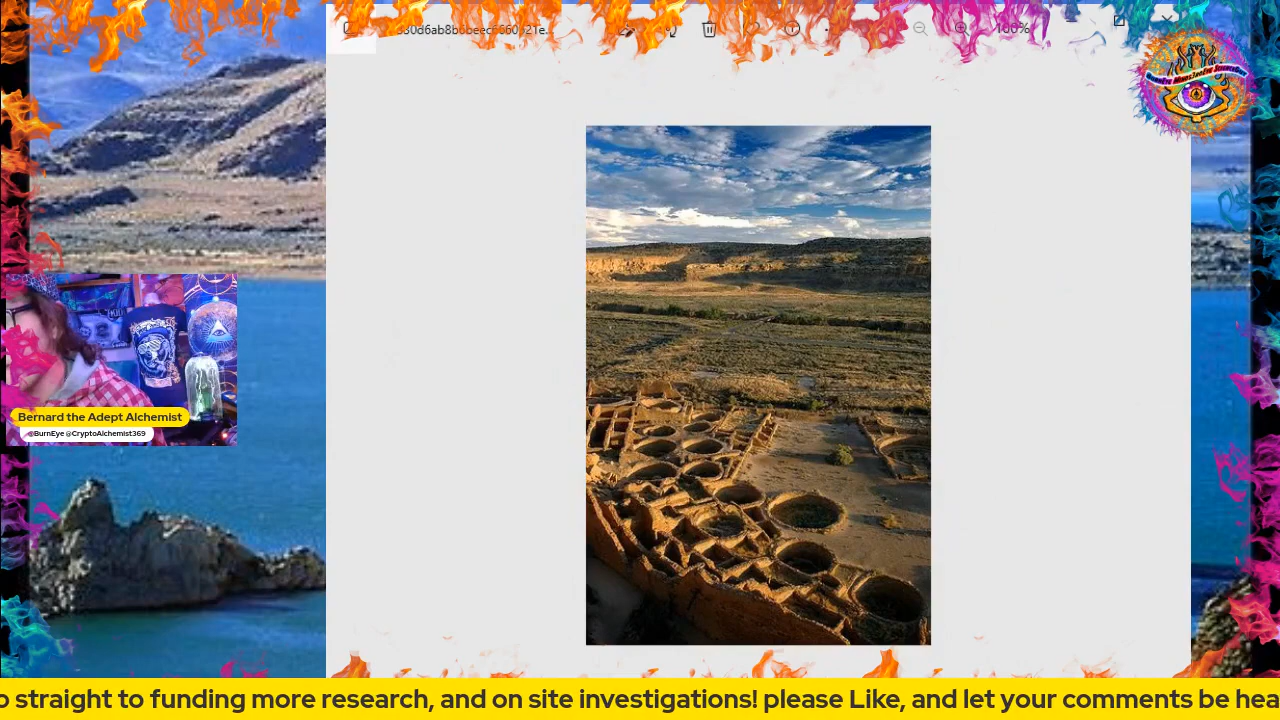 100%
Bernard the Adept Alchemist
@BurnEye @CryptoAlchemist369
o straight to funding more research, and on site investigations! please Like, and let your comments be hea